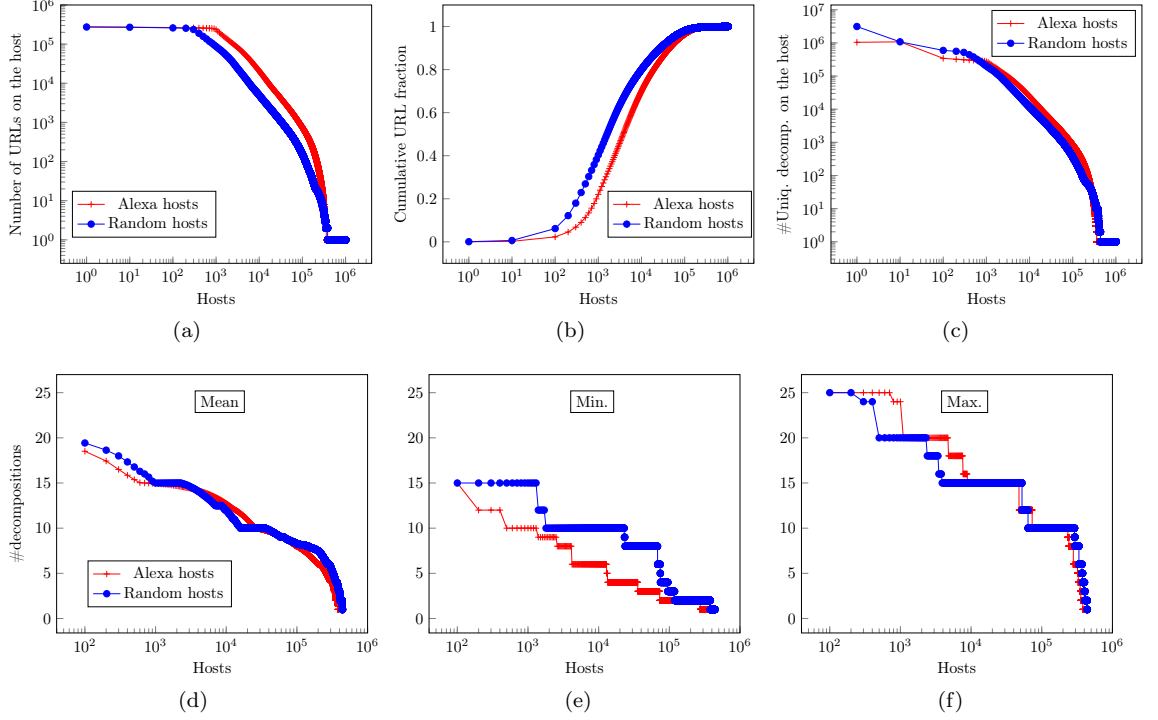 10^6
10^5
10^4
10^3
10^2
10^1
10^0
Number of URLs on the host
Alexa hosts
Random hosts
10^0 10^1 10^2 10^3 10^4 10^5 10^6
Hosts
(a)
1
0.8
0.6
0.4
0.2
0
Cumulative URL fraction
Alexa hosts
Random hosts
10^0 10^1 10^2 10^3 10^4 10^5 10^6
Hosts
(b)
10^7
10^6
10^5
10^4
10^3
10^2
10^1
10^0
#Uniq. decomp. on the host
Alexa hosts
Random hosts
10^0 10^1 10^2 10^3 10^4 10^5 10^6
Hosts
(c)
25
20
15
10
5
0
#decompositions
Mean
Alexa hosts
Random hosts
10^2 10^3 10^4 10^5 10^6
Hosts
(d)
25
20
15
10
5
0
Min.
10^2 10^3 10^4 10^5 10^6
Hosts
(e)
25
20
15
10
5
0
Max.
10^2 10^3 10^4 10^5 10^6
Hosts
(f)